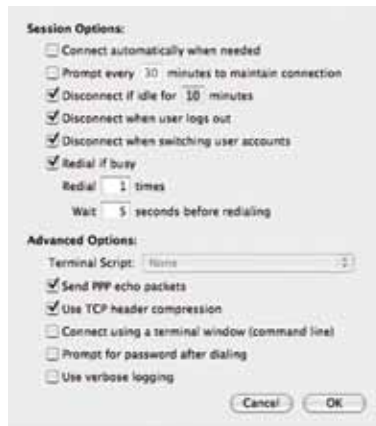 Session Options:
Connect automatically when needed
Prompt every 30 minutes to maintain connection
Disconnect if idle for 10 minutes
Disconnect when user logs out
Disconnect when switching user accounts
Redial if busy
Redial 1 times
Wait 5 seconds before redialing
Advanced Options:
Terminal Script: None
Send PPP echo packets
Use TCP header compression
Connect using a terminal window (command line)
Prompt for password after dialing
Use verbose logging
Cancel OK